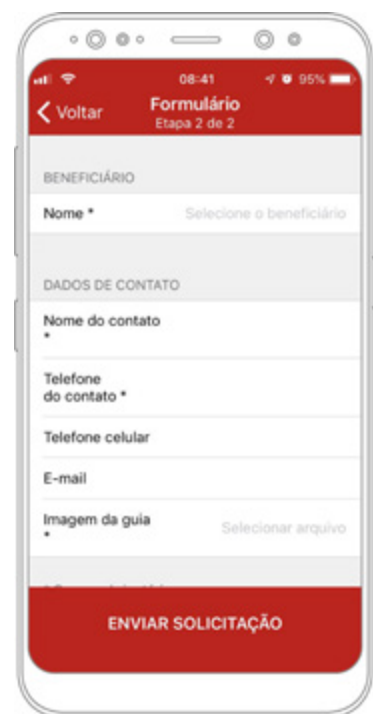 08:41
95%
Voltar
Formulário
Etapa 2 de 2
BENEFICIÁRIO
Nome *
Selecione o beneficiário
DADOS DE CONTATO
Nome do contato
*
Telefone
do contato *
Telefone celular
E-mail
Imagem da guia
*
Selecionar arquivo
ENVIAR SOLICITAÇÃO